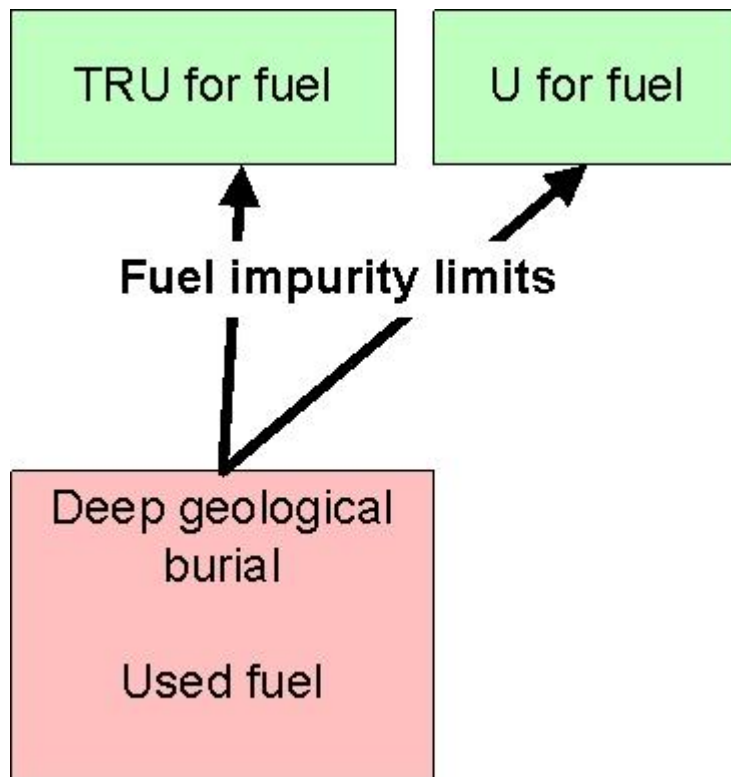 TRU for fuel
U for fuel
Fuel impurity limits
Deep geological
burial
Used fuel